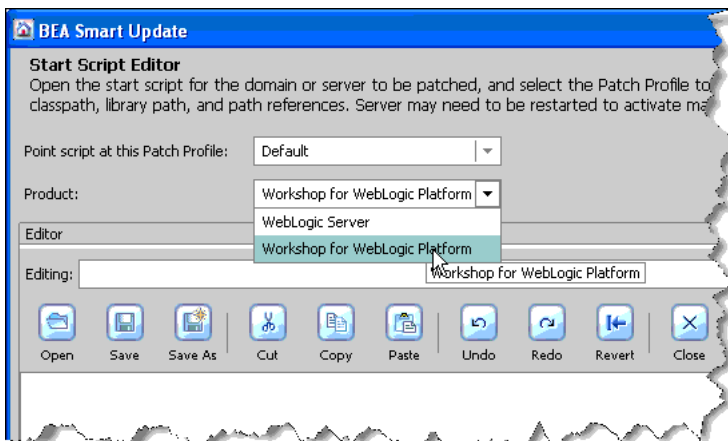 BEA Smart Update
Start Script Editor
Open the start script for the domain or server to be patched, and select the Patch Profile to
classpath, library path, and path references. Server may need to be restarted to activate
Point script at this Patch Profile: Default
Product: Workshop for WebLogic Platform
WebLogic Server
Editor
Workshop for WebLogic Platform
Editing:
Workshop for WebLogic Platform
Open Save Save As Cut Copy Paste Undo Redo Revert Close